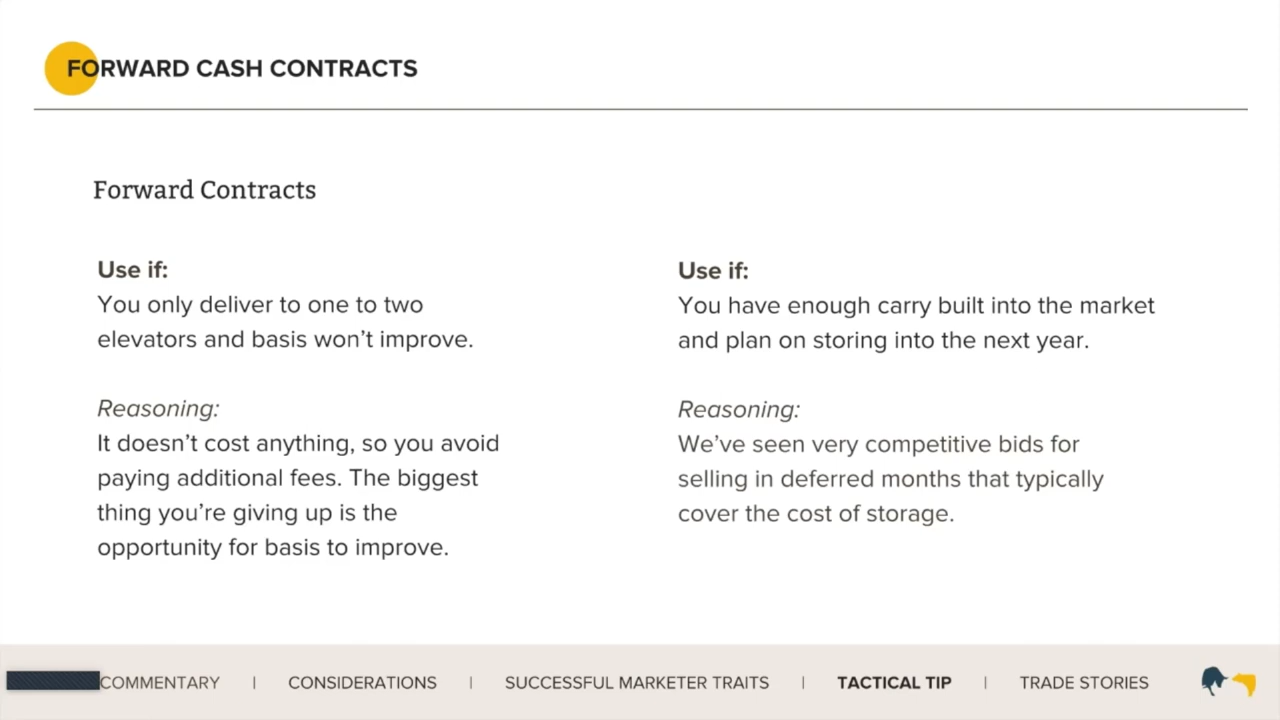 FORWARD CASH CONTRACTS
Forward Contracts
Use if:
You only deliver to one to two
elevators and basis won’t improve.
Reasoning:
It doesn’t cost anything, so you avoid
paying additional fees. The biggest
thing you’re giving up is the
opportunity for basis to improve.
Use if:
You have enough carry built into the market
and plan on storing into the next year.
Reasoning:
We’ve seen very competitive bids for
selling in deferred months that typically
cover the cost of storage.
COMMENTARY | CONSIDERATIONS | SUCCESSFUL MARKETER TRAITS | TACTICAL TIP | TRADE STORIES